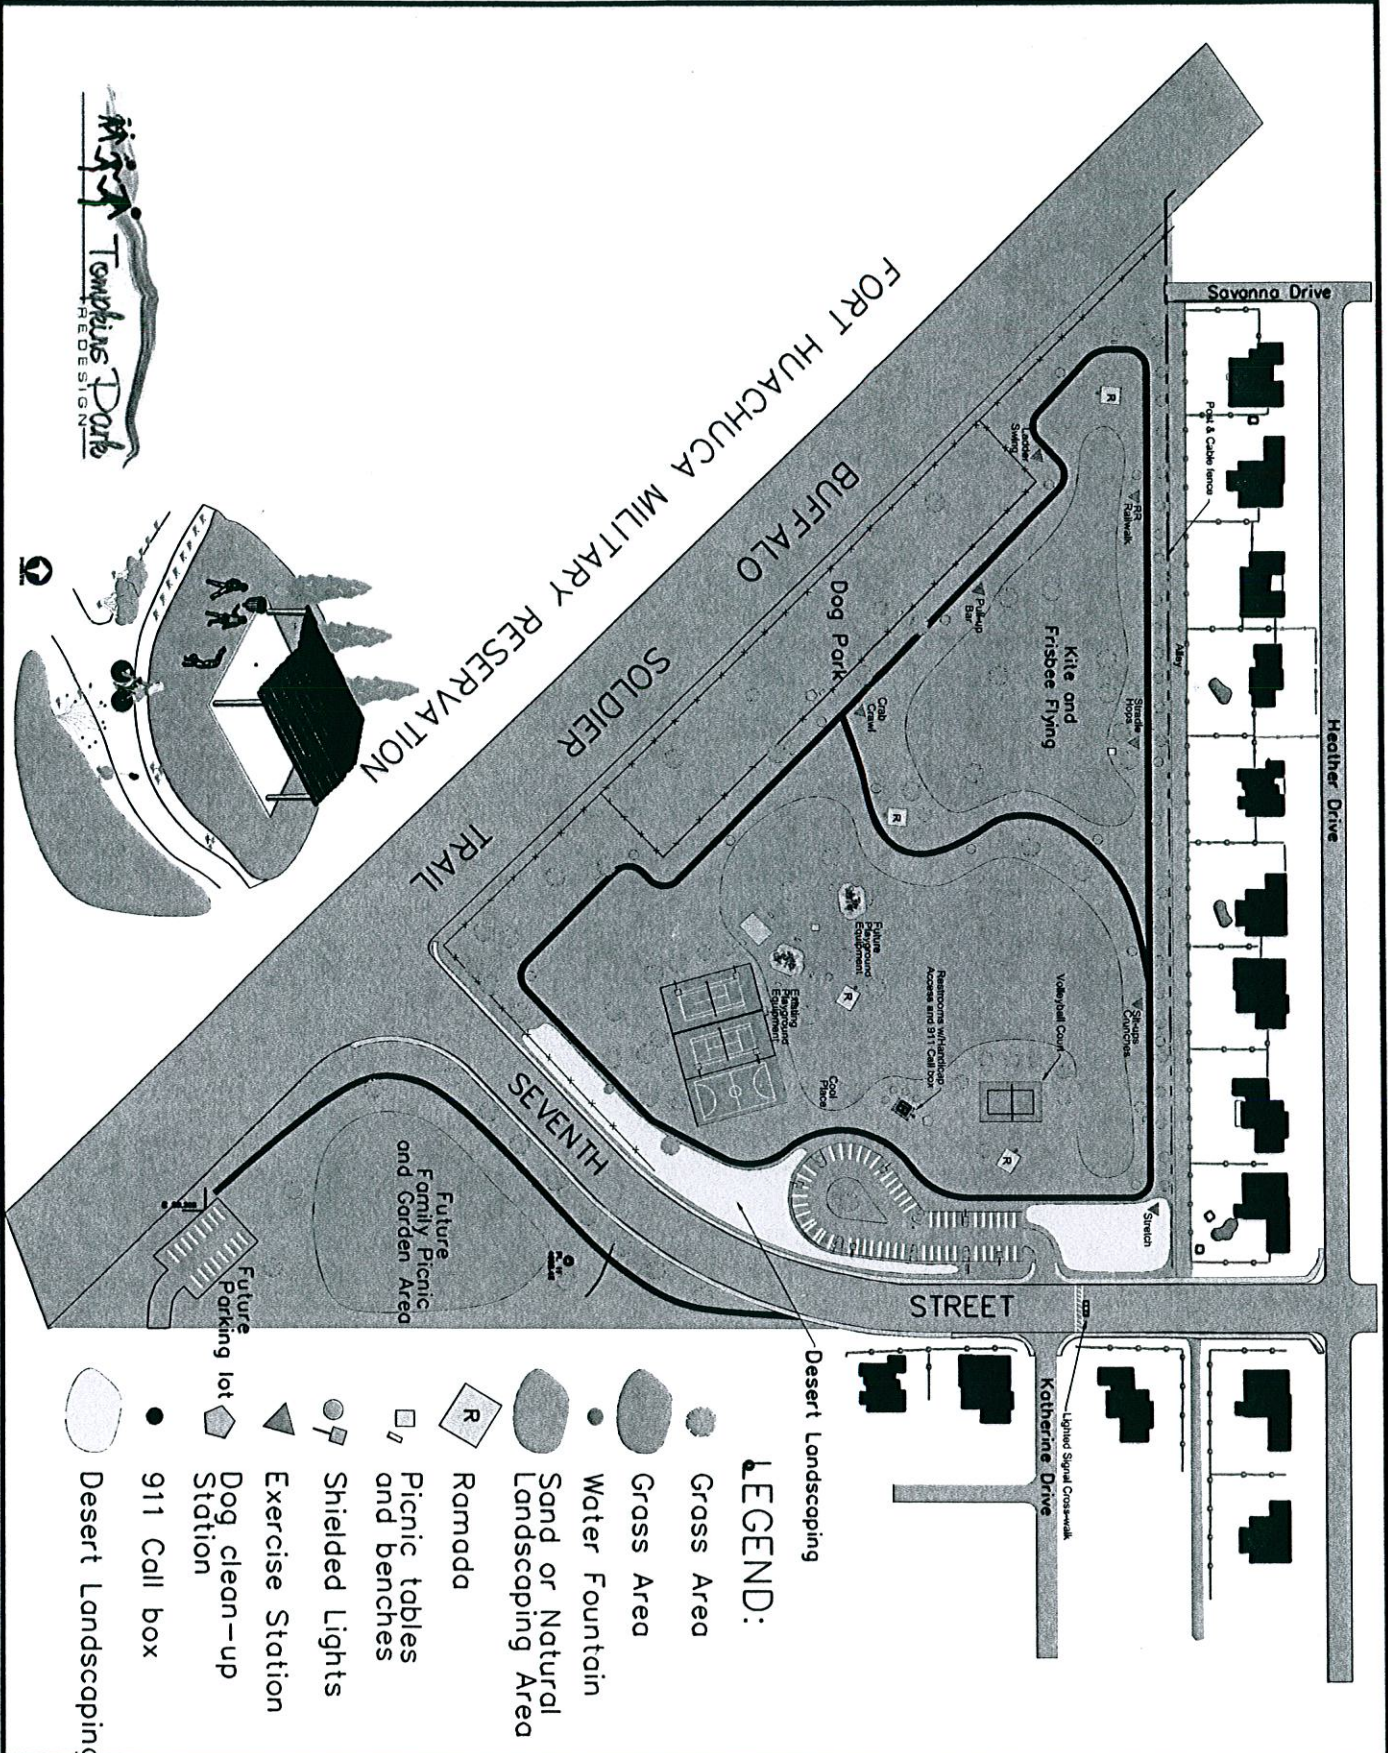 Tompkins Park
REDESIGN
FORT HUACHUCA MILITARY RESERVATION
BUFFALO
SOLDIER
TRAIL
Savanna Drive
Heather Drive
Post & Cable fence
Alley
R
Ladder
Swing
RR
Railwalk
Pull-up
Bar
Kite and
Frisbee Flying
Stradle
Hops
Dog Park
Crab
Crawl
R
Future
Playground
Equipment
Existing
Playground
Equipment
R
Restrooms w/Handicap
Access and 911 Call box
Volleyball Court
Sit-ups
Crunches
Cool
Place
R
Stretch
SEVENTH
STREET
Future
Family Picnic
and Garden Area
Future
Parking lot
Desert Landscaping
Katherine Drive
Lighted Signal Cross-walk
LEGEND:
Grass Area
Grass Area
Water Fountain
Sand or Natural
Landscaping Area
R
Ramada
Picnic tables
and benches
Shielded Lights
Exercise Station
Dog clean-up
Station
911 Call box
Desert Landscaping